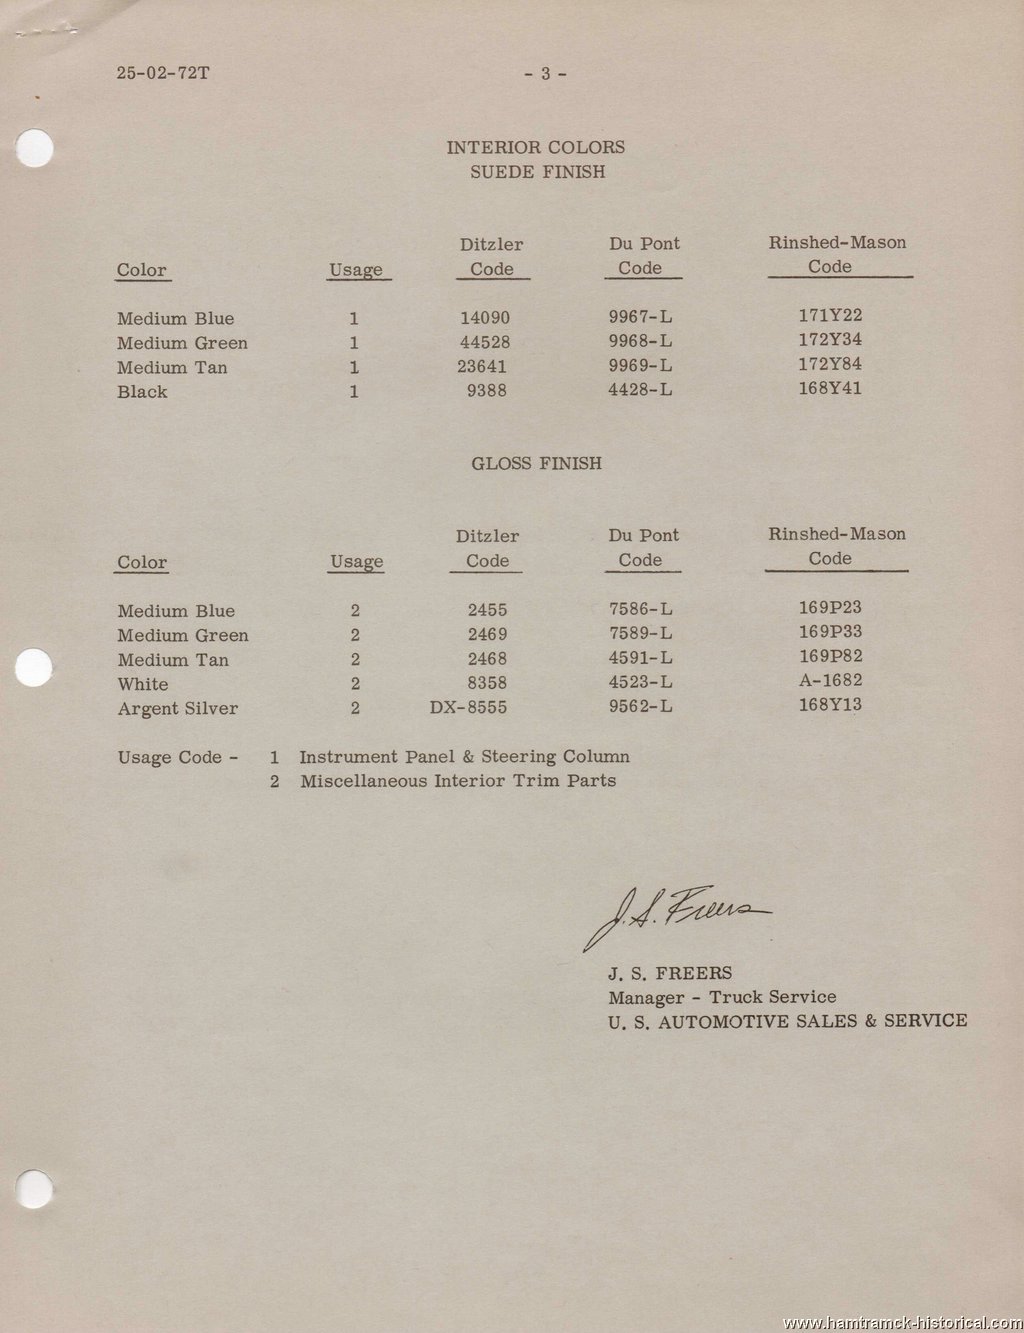 25-02-72T - 3 -
INTERIOR COLORS
SUEDE FINISH
Ditzler Du Pont Rinshed-Mason
Color Usage Code Code Code
Medium Blue 1 14090 9967-L 171Y22
Medium Green 1 44528 9968-L 172Y34
Medium Tan 1 23641 9969-L 172Y84
Black 1 9388 4428-L 168Y41
GLOSS FINISH
Ditzler Du Pont Rinshed-Mason
Color Usage Code Code Code
Medium Blue 2 2455 7586-L 169P23
Medium Green 2 2469 7589-L 169P33
Medium Tan 2 2468 4591-L 169P82
White 2 8358 4523-L A-1682
Argent Silver 2 DX-8555 9562-L 168Y13
Usage Code - 1 Instrument Panel & Steering Column
2 Miscellaneous Interior Trim Parts
J. S. Freers
J. S. FREERS
Manager - Truck Service
U. S. AUTOMOTIVE SALES & SERVICE
www.hamtramck-historical.com